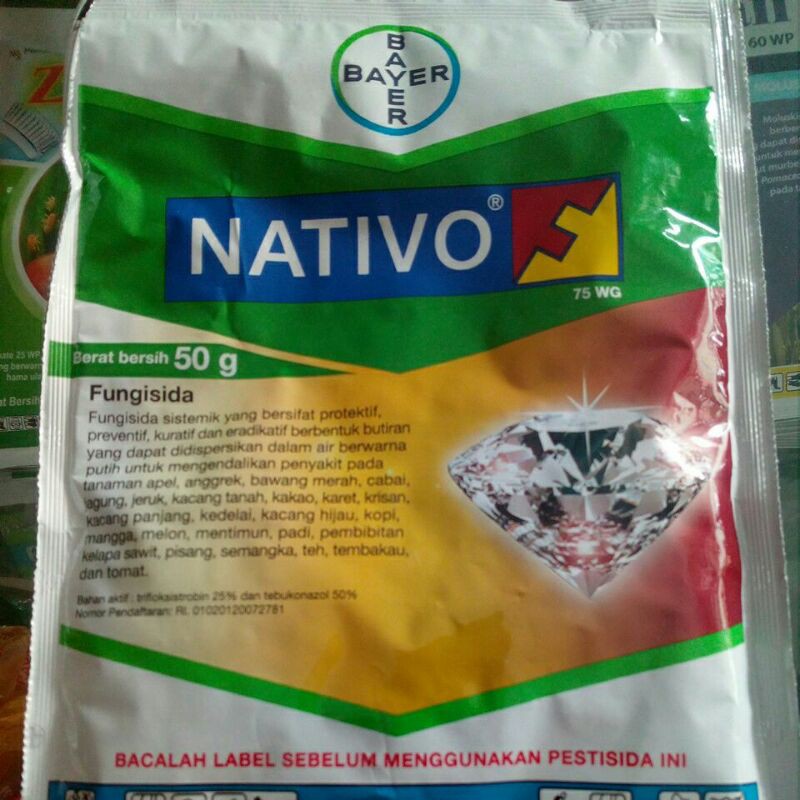 BAYER
BAYER
NATIVO®
75 WG
Berat bersih 50 g
Fungisida
Fungisida sistemik yang bersifat protektif,
preventif, kuratif dan eradikatif berbentuk butiran
yang dapat didispersikan dalam air berwarna
putih untuk mengendalikan penyakit pada
tanaman apel, anggrek, bawang merah, cabai,
jagung, jeruk, kacang tanah, kakao, karet, krisan,
kacang panjang, kedelai, kacang hijau, kopi,
mangga, melon, mentimun, padi, pembibitan
kelapa sawit, pisang, semangka, teh, tembakau,
dan tomat.
Bahan aktif : trifloksistrobin 25% dan tebukonazol 50%
Nomor Pendaftaran: RI. 01020120072781
BACALAH LABEL SEBELUM MENGGUNAKAN PESTISIDA INI
60 WP
25 WP